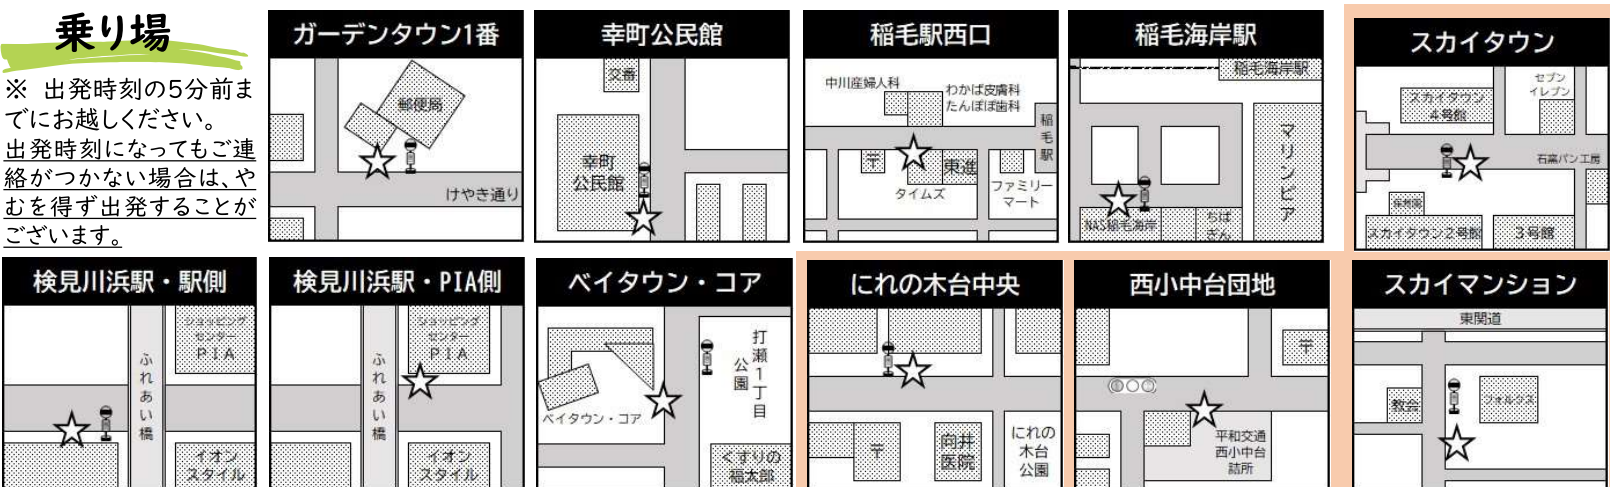 乗り場
※ 出発時刻の5分前ま
でにお越しください。
出発時刻になってもご連
絡がつかない場合は、や
むを得ず出発することが
ございます。
ガーデンタウン1番
郵便局
けやき通り
幸町公民館
交番
幸町
公民館
稲毛駅西口
中川産婦人科
わかば皮膚科
たんぽぽ歯科
稲毛駅
〒
東進
タイムズ
ファミリー
マート
稲毛海岸駅
稲毛海岸駅
マリンピア
NAS稲毛海岸
ちば
ぎん
スカイタウン
セブン
イレブン
スカイタウン
4号館
石窯パン工房
保育園
スカイタウン2号館
3号館
検見川浜駅・駅側
ショッピング
センター
PIA
ふれあい橋
イオン
スタイル
検見川浜駅・PIA側
ショッピング
センター
PIA
ふれあい橋
イオン
スタイル
ベイタウン・コア
打瀬1丁目
公園
ベイタウン・コア
くすりの
福太郎
にれの木台中央
〒
向井
医院
にれの
木台
公園
西小中台団地
〒
平和交通
西小中台
詰所
スカイマンション
東関道
教会
フォルクス